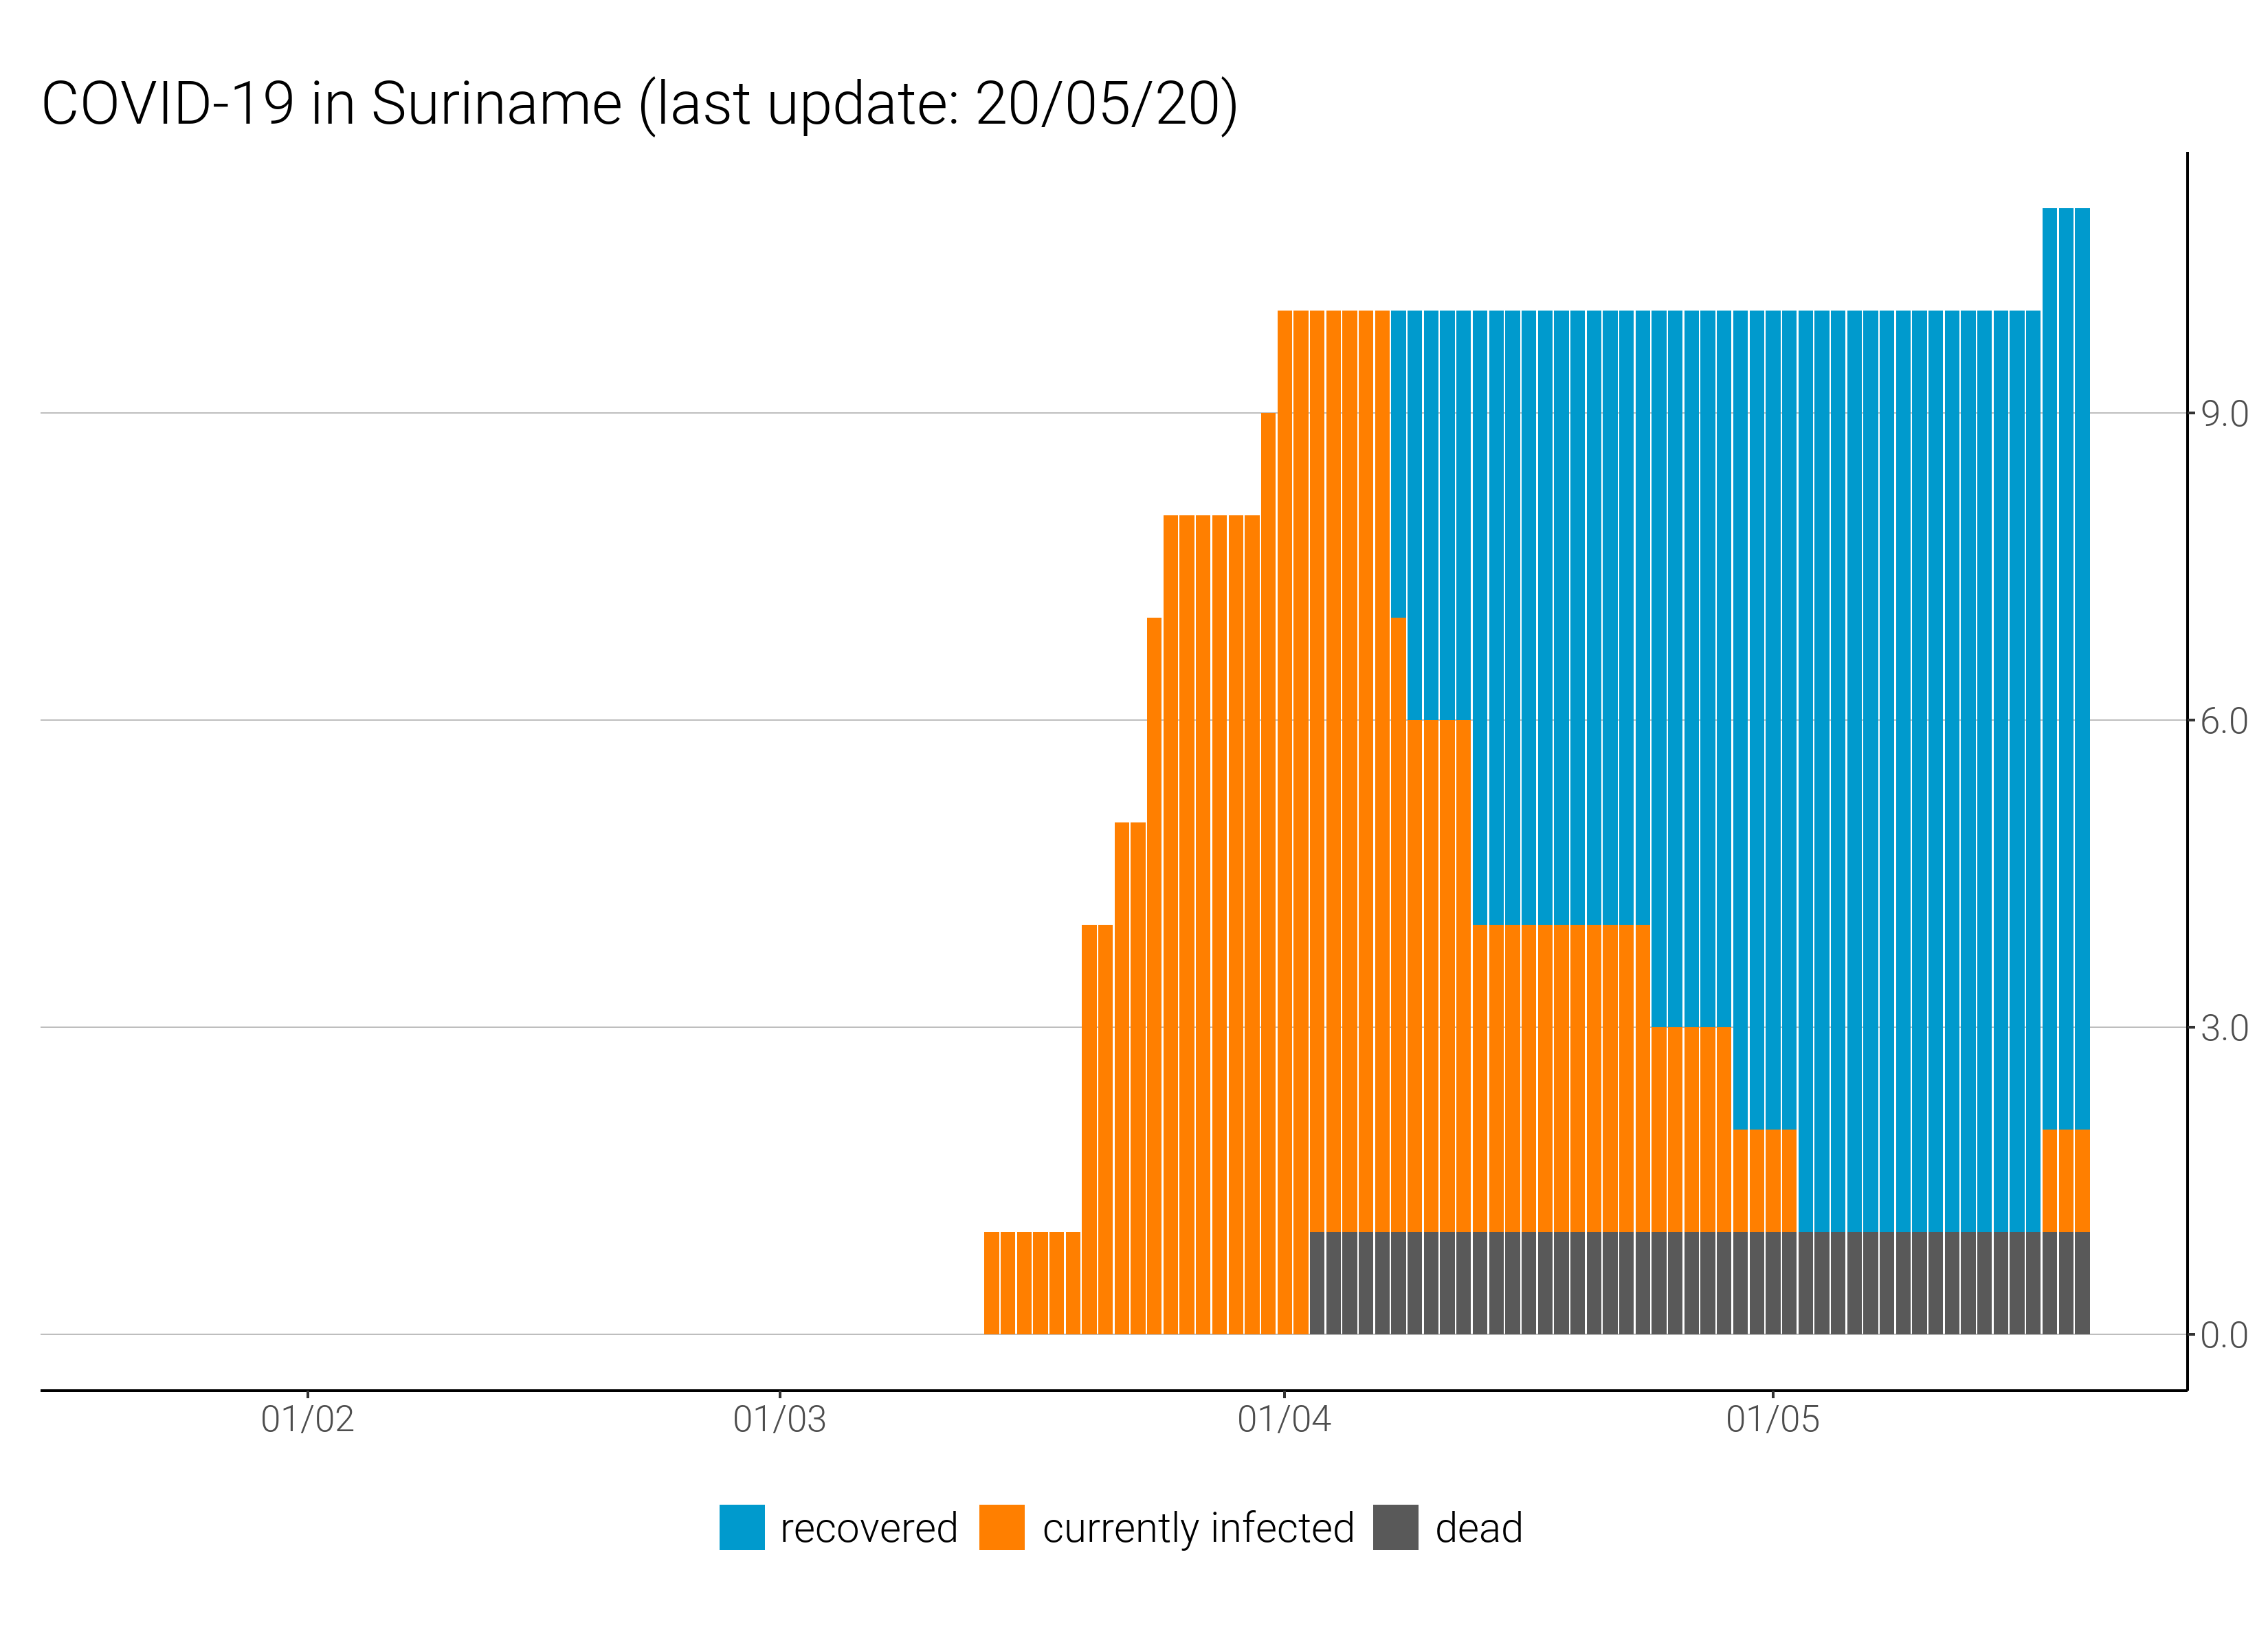 COVID-19 in Suriname (last update: 20/05/20)
9.0
6.0
3.0
0.0
01/02 01/03 01/04 01/05
recovered currently infected dead